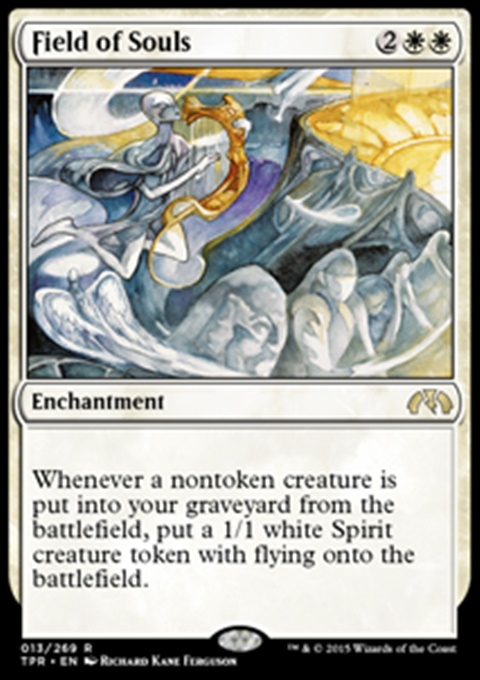 Field of Souls 2
Enchantment
Whenever a nontoken creature is
put into your graveyard from the
battlefield, put a 1/1 white Spirit
creature token with flying onto the
battlefield.
013/269 R
™ & © 2015 Wizards of the Coast
TPR • EN Richard Kane Ferguson